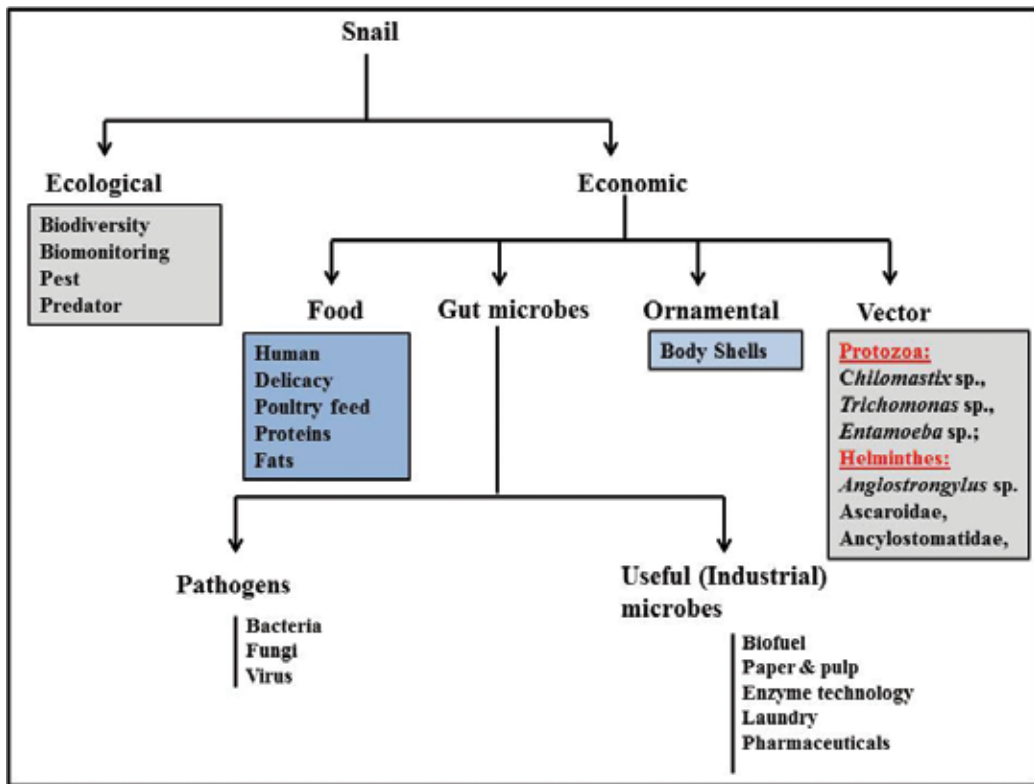 Snail
Ecological
Economic
Biodiversity
Biomonitoring
Pest
Predator
Food
Gut microbes
Ornamental
Vector
Human
Delicacy
Poultry feed
Proteins
Fats
Body Shells
Protozoa:
Chilomastix sp.,
Trichomonas sp.,
Entamoeba sp.;
Helminthes:
Angiostrongylus sp.
Ascaroidae,
Ancylostomatidae,
Pathogens
Bacteria
Fungi
Virus
Useful (Industrial)
microbes
Biofuel
Paper & pulp
Enzyme technology
Laundry
Pharmaceuticals